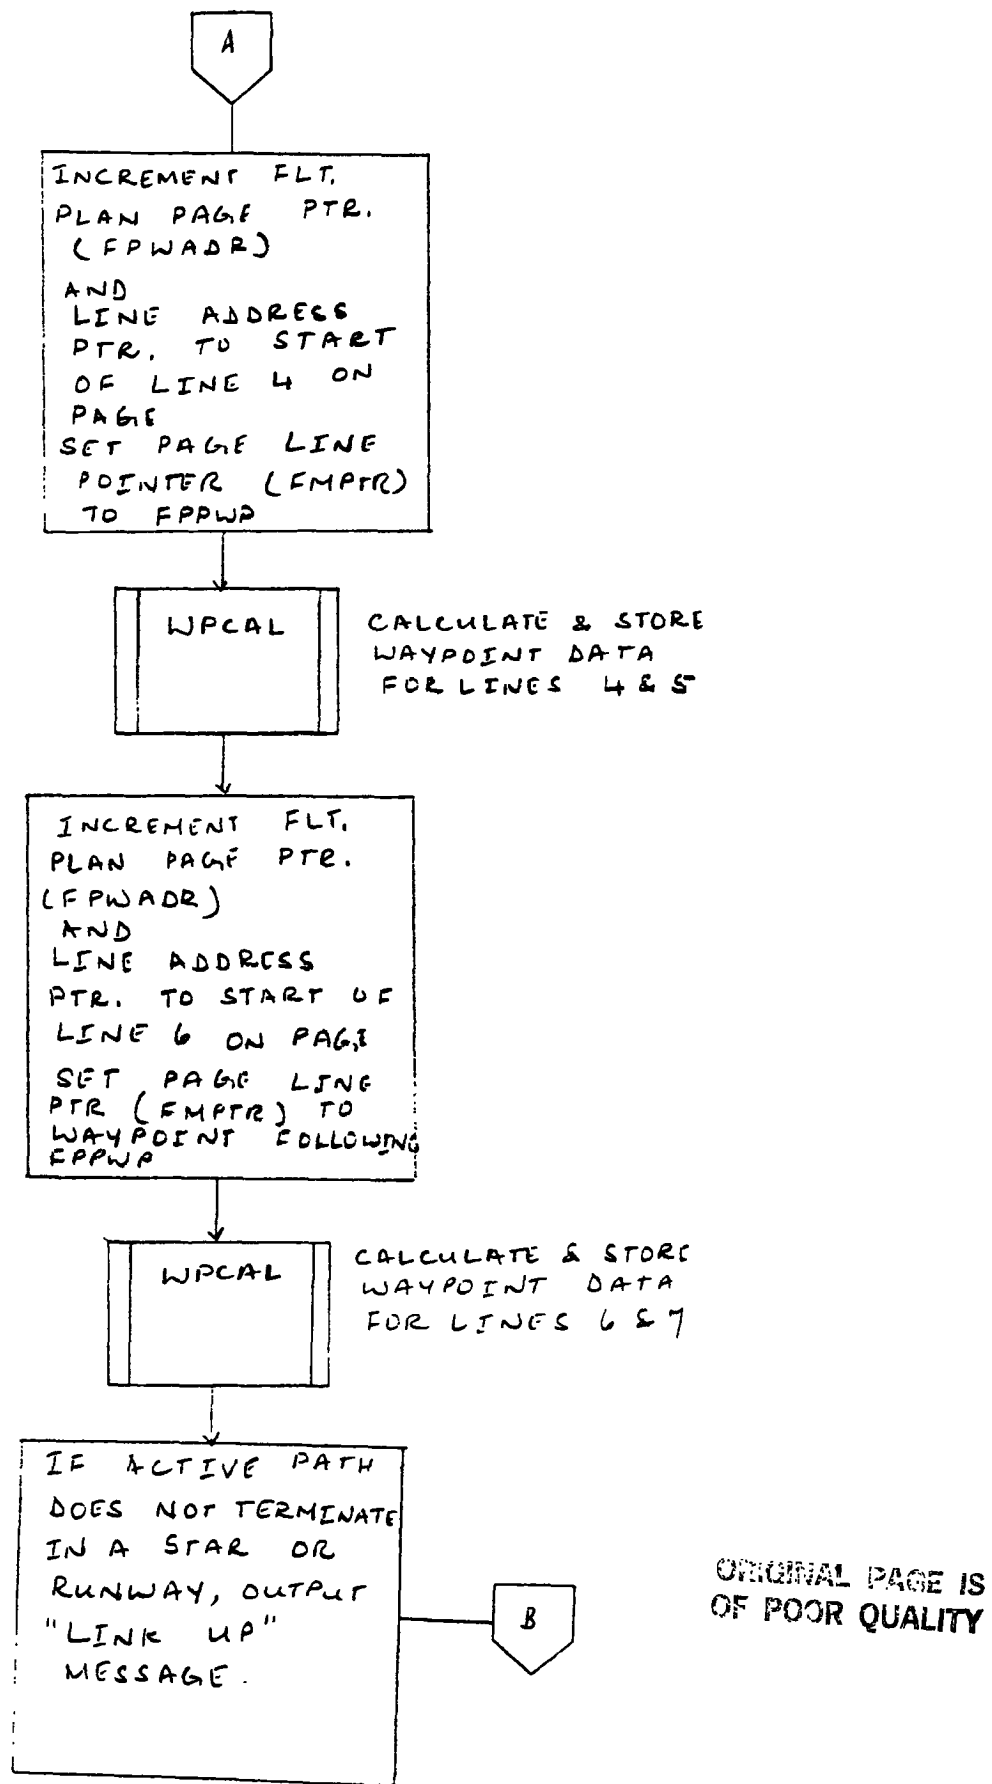 A
INCREMENT FLT.
PLAN PAGE PTR.
(FPWADR)
AND
LINE ADDRESS
PTR. TO START
OF LINE 4 ON
PAGE
SET PAGE LINE
POINTER (FMPTR)
TO FPPWP
WPCAL
CALCULATE & STORE
WAYPOINT DATA
FOR LINES 4 & 5
INCREMENT FLT.
PLAN PAGE PTR.
(FPWADR)
AND
LINE ADDRESS
PTR. TO START OF
LINE 6 ON PAGE
SET PAGE LINE
PTR (FMPTR) TO
WAYPOINT FOLLOWING
FPPWP
WPCAL
CALCULATE & STORE
WAYPOINT DATA
FOR LINES 6 & 7
IF ACTIVE PATH
DOES NOT TERMINATE
IN A STAR OR
RUNWAY, OUTPUT
"LINK UP"
MESSAGE.
B
ORIGINAL PAGE IS
OF POOR QUALITY